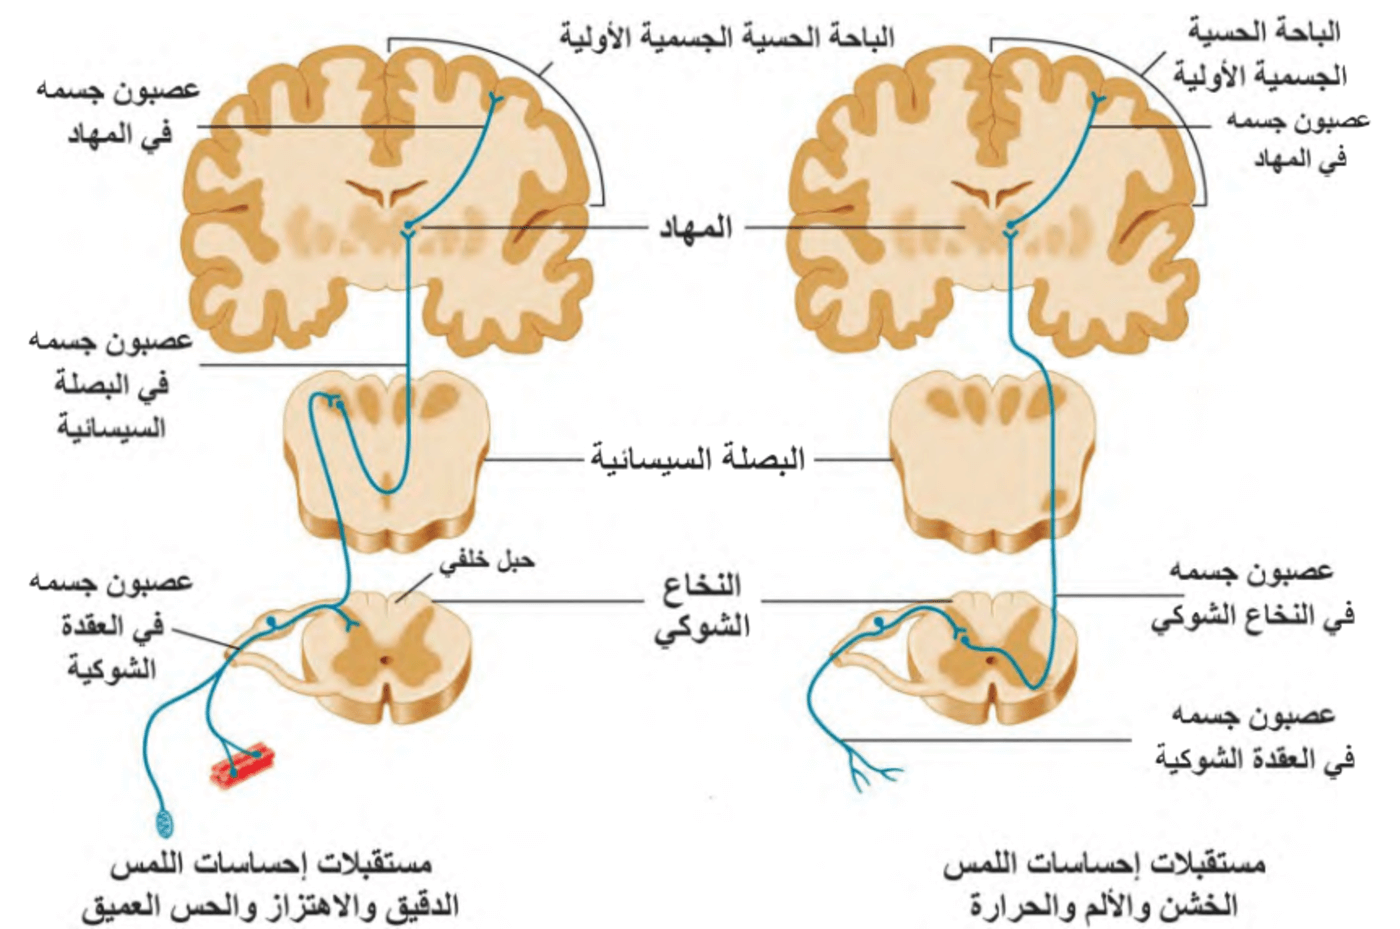 الباحة الحسية
الجسمية الأولية
عصبون جسمه
في المهاد
الباحة الحسية الجسمية الأولية
عصبون جسمه
في المهاد
المهاد
عصبون جسمه
في البصلة
السيسائية
البصلة السيسائية
حبل خلفي
النخاع
الشوكي
عصبون جسمه
في النخاع الشوكي
عصبون جسمه
في العقدة
الشوكية
عصبون جسمه
في العقدة الشوكية
مستقبلات إحساسات اللمس
الخشن والألم والحرارة
مستقبلات إحساسات اللمس
الدقيق والاهتزاز والحس العميق